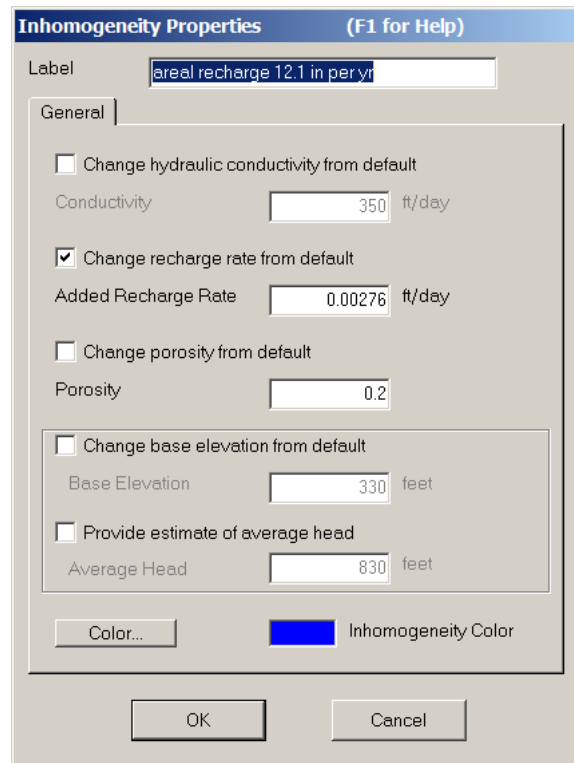 Inhomogeneity Properties (F1 for Help)
Label areal recharge 12.1 in per yr
General
Change hydraulic conductivity from default
Conductivity 350 ft/day
Change recharge rate from default
Added Recharge Rate 0.00276 ft/day
Change porosity from default
Porosity 0.2
Change base elevation from default
Base Elevation 330 feet
Provide estimate of average head
Average Head 830 feet
Color... Inhomogeneity Color
OK Cancel